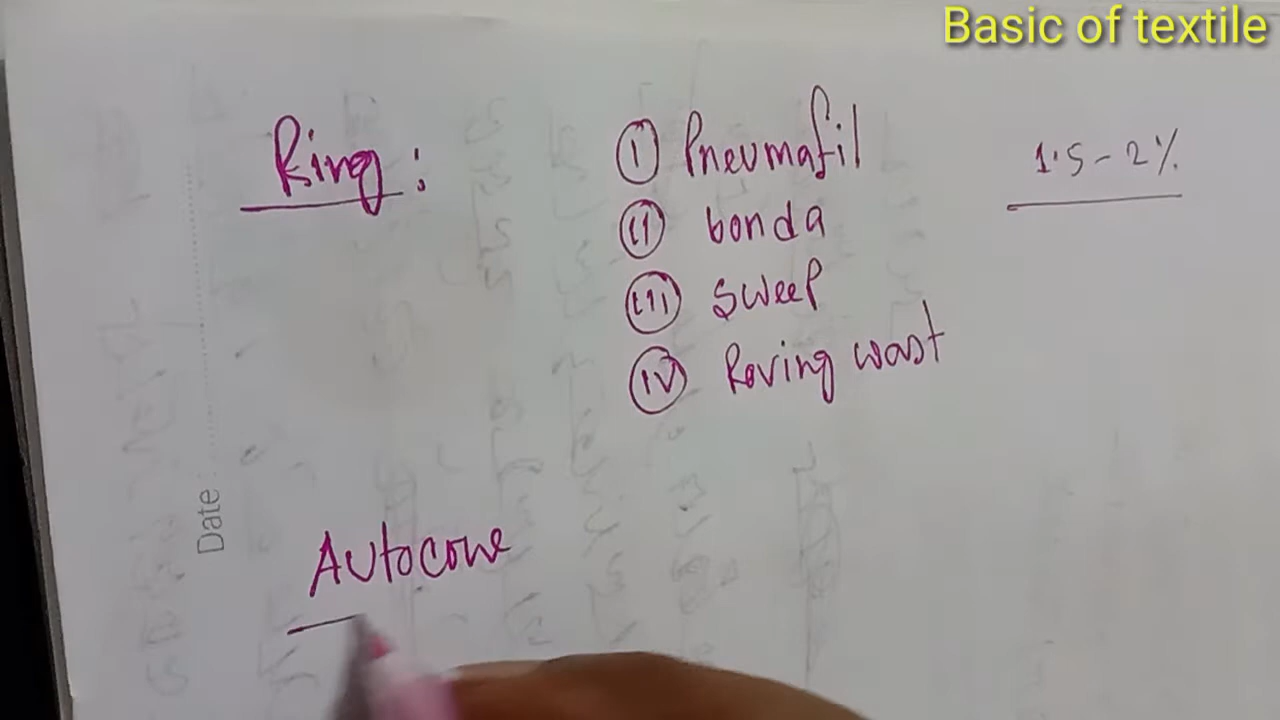 Basic of textile
Ring :
(i) Pneumafil
1.5 - 2%
(ii) bonda
(iii) sweep
(iv) Roving wast
Date
Autocone